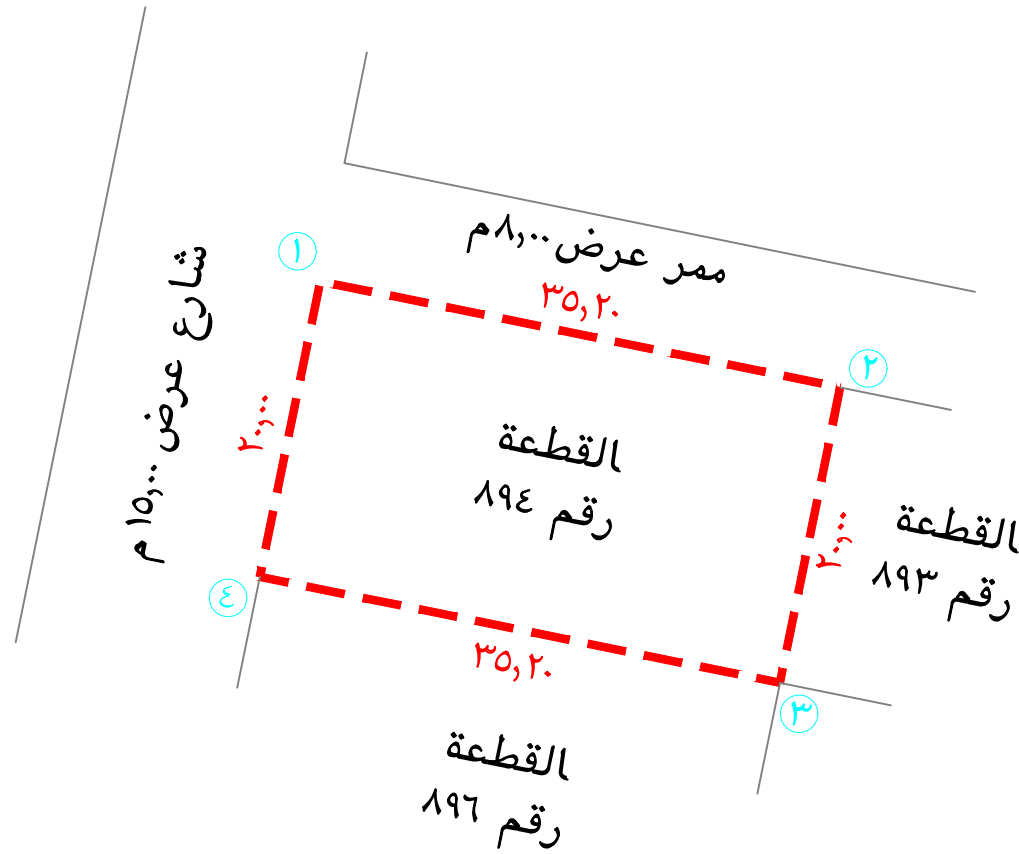 ممر عرض ٨,٠٠م
٣٥,٢٠
١
٢
شارع عرض ١٥,٠٠م
٢٠,٠٠
القطعة
رقم ٨٩٤
٢٠,٠٠
القطعة
رقم ٨٩٣
٤
٣٥,٢٠
٣
القطعة
رقم ٨٩٦